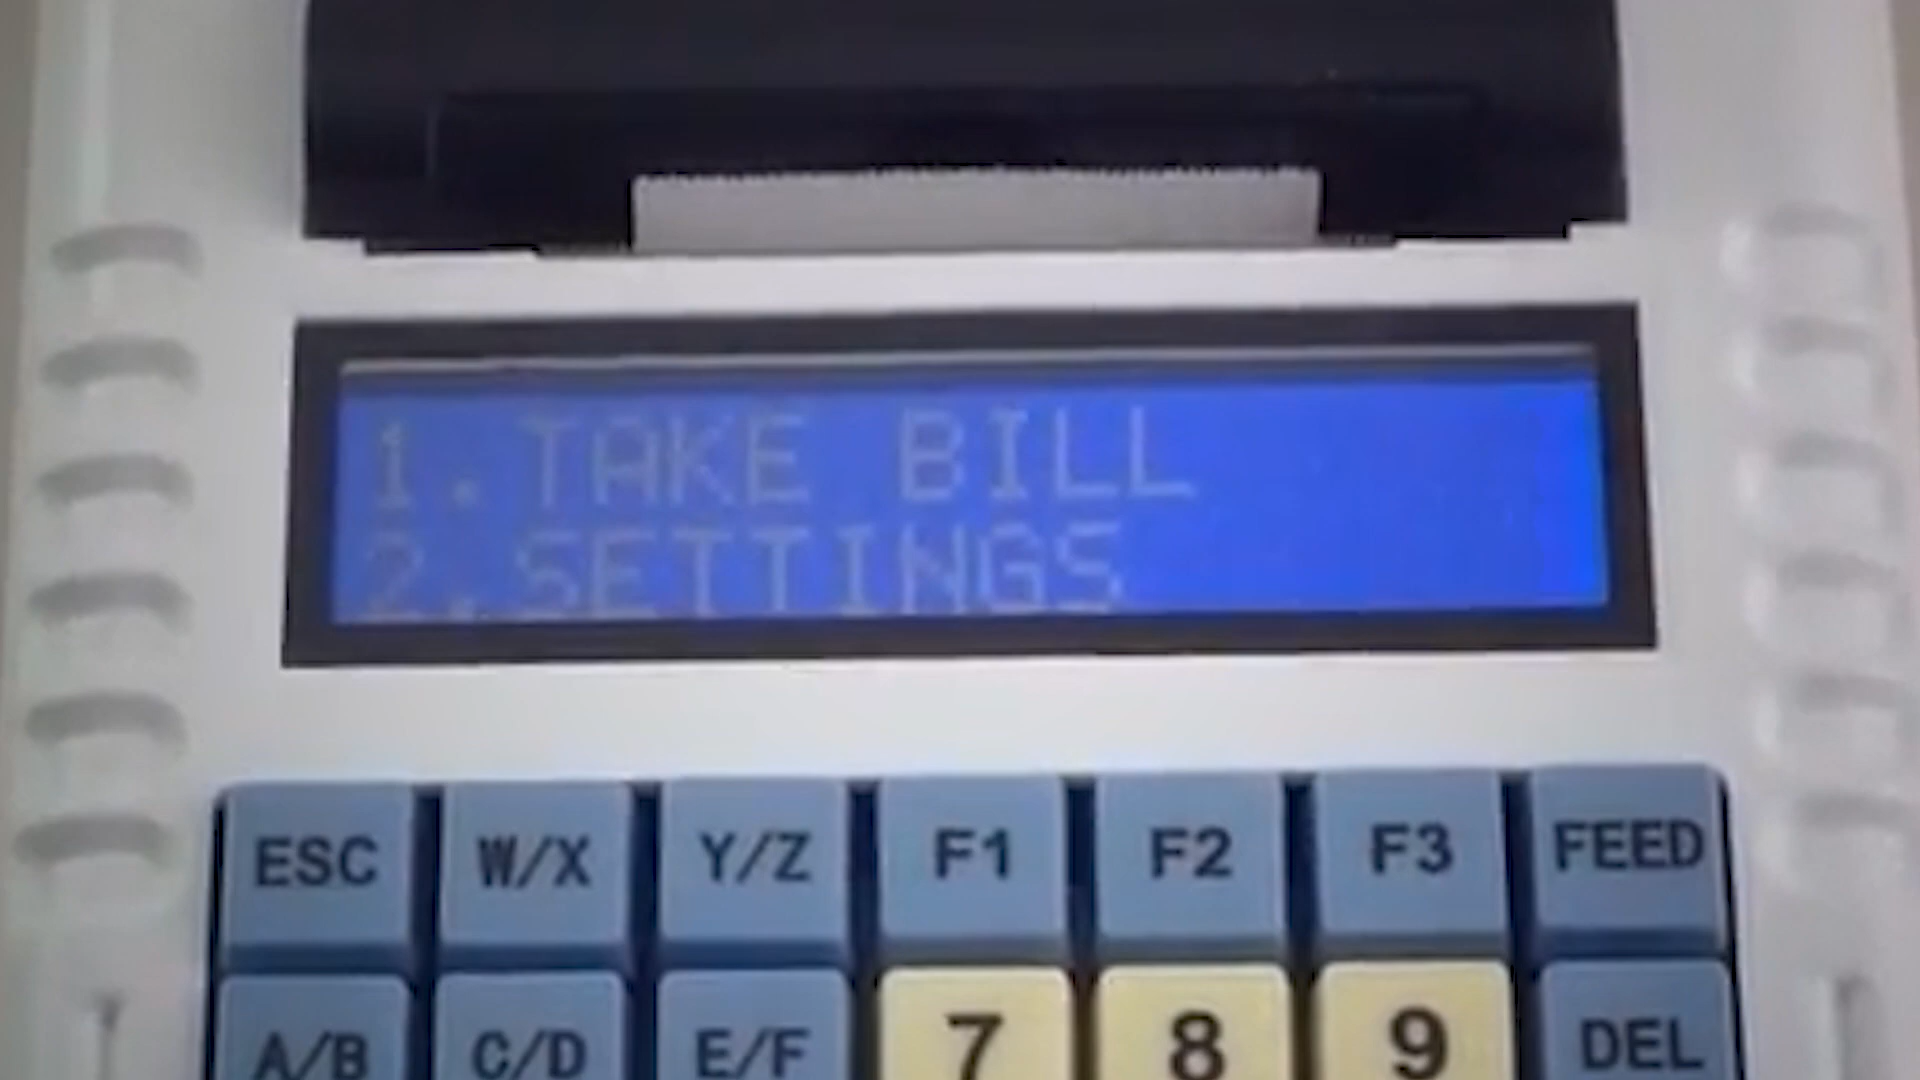 1.TAKE BILL
2.SETTINGS
ESC W/X Y/Z F1 F2 F3 FEED
A/B C/D E/F 7 8 9 DEL